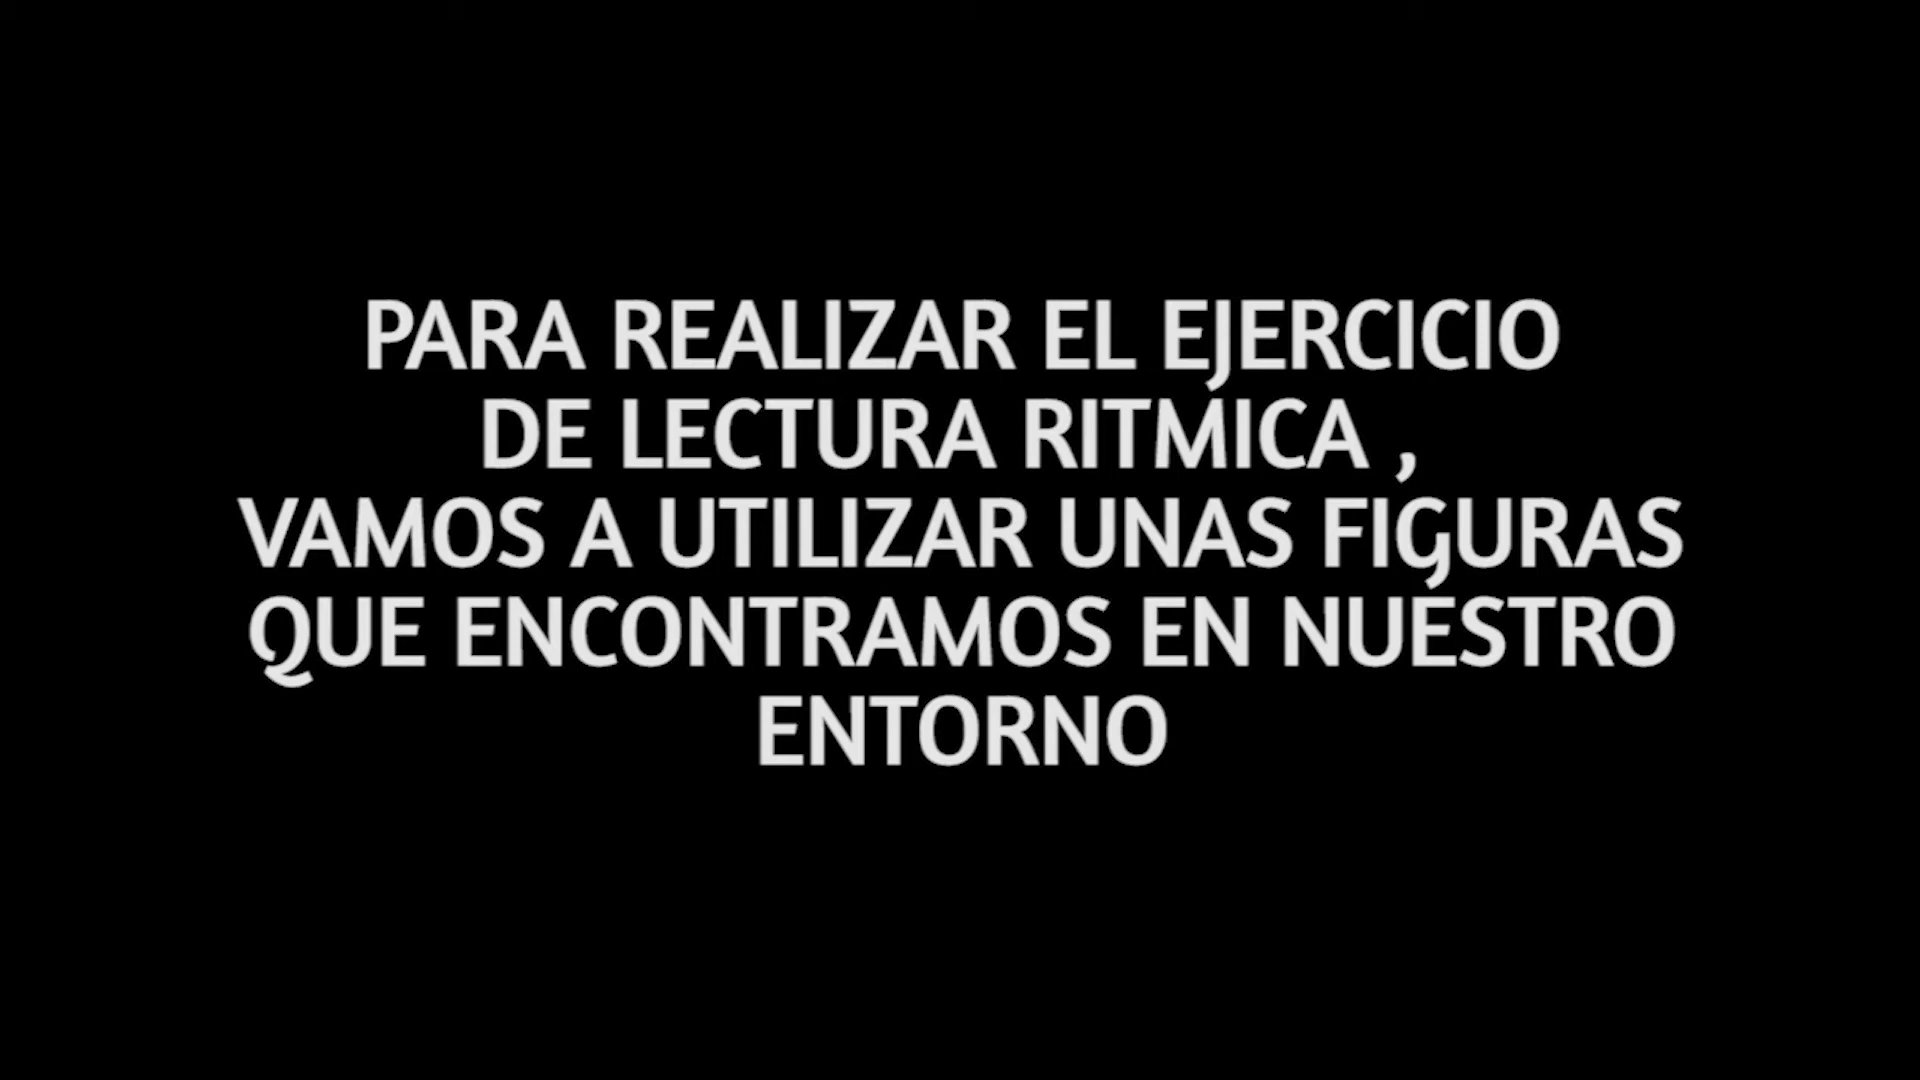 PARA REALIZAR EL EJERCICIO
DE LECTURA RITMICA ,
VAMOS A UTILIZAR UNAS FIGURAS
QUE ENCONTRAMOS EN NUESTRO
ENTORNO